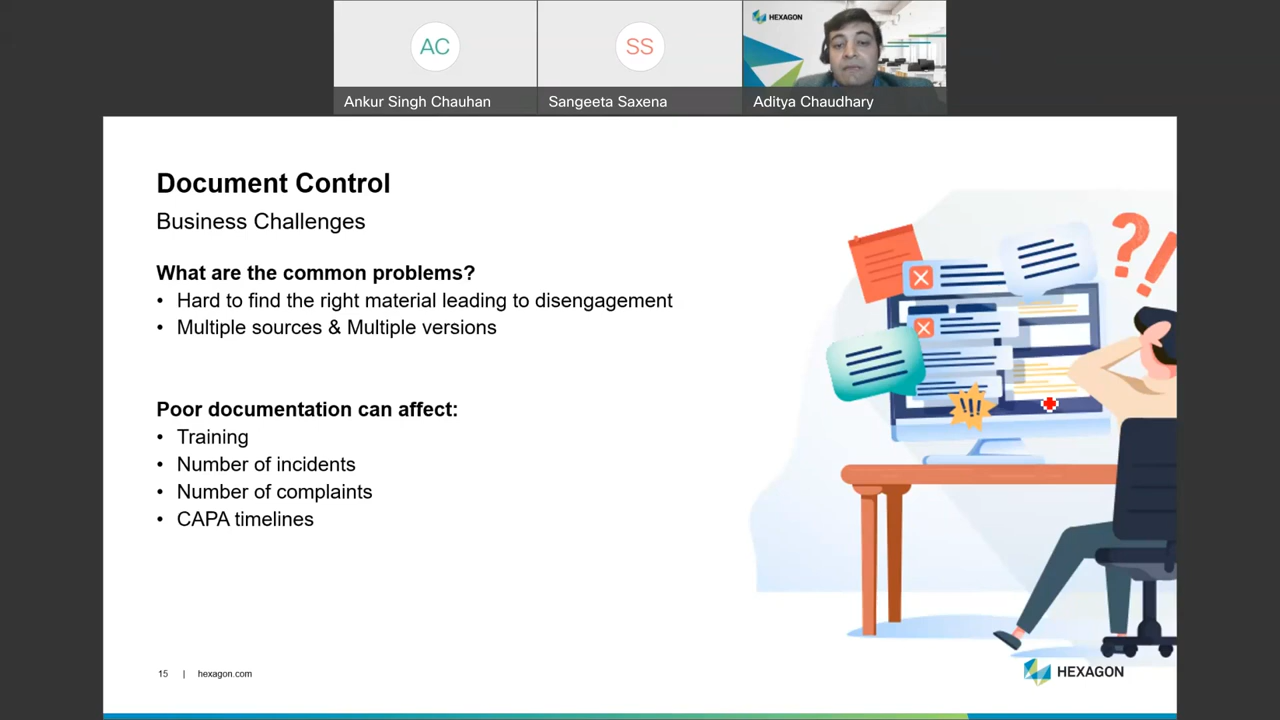 HEXAGON
AC
SS
Ankur Singh Chauhan
Sangeeta Saxena
Aditya Chaudhary
Document Control
Business Challenges
What are the common problems?
• Hard to find the right material leading to disengagement
• Multiple sources & Multiple versions
?!
!!!
Poor documentation can affect:
• Training
• Number of incidents
• Number of complaints
• CAPA timelines
15 | hexagon.com
HEXAGON